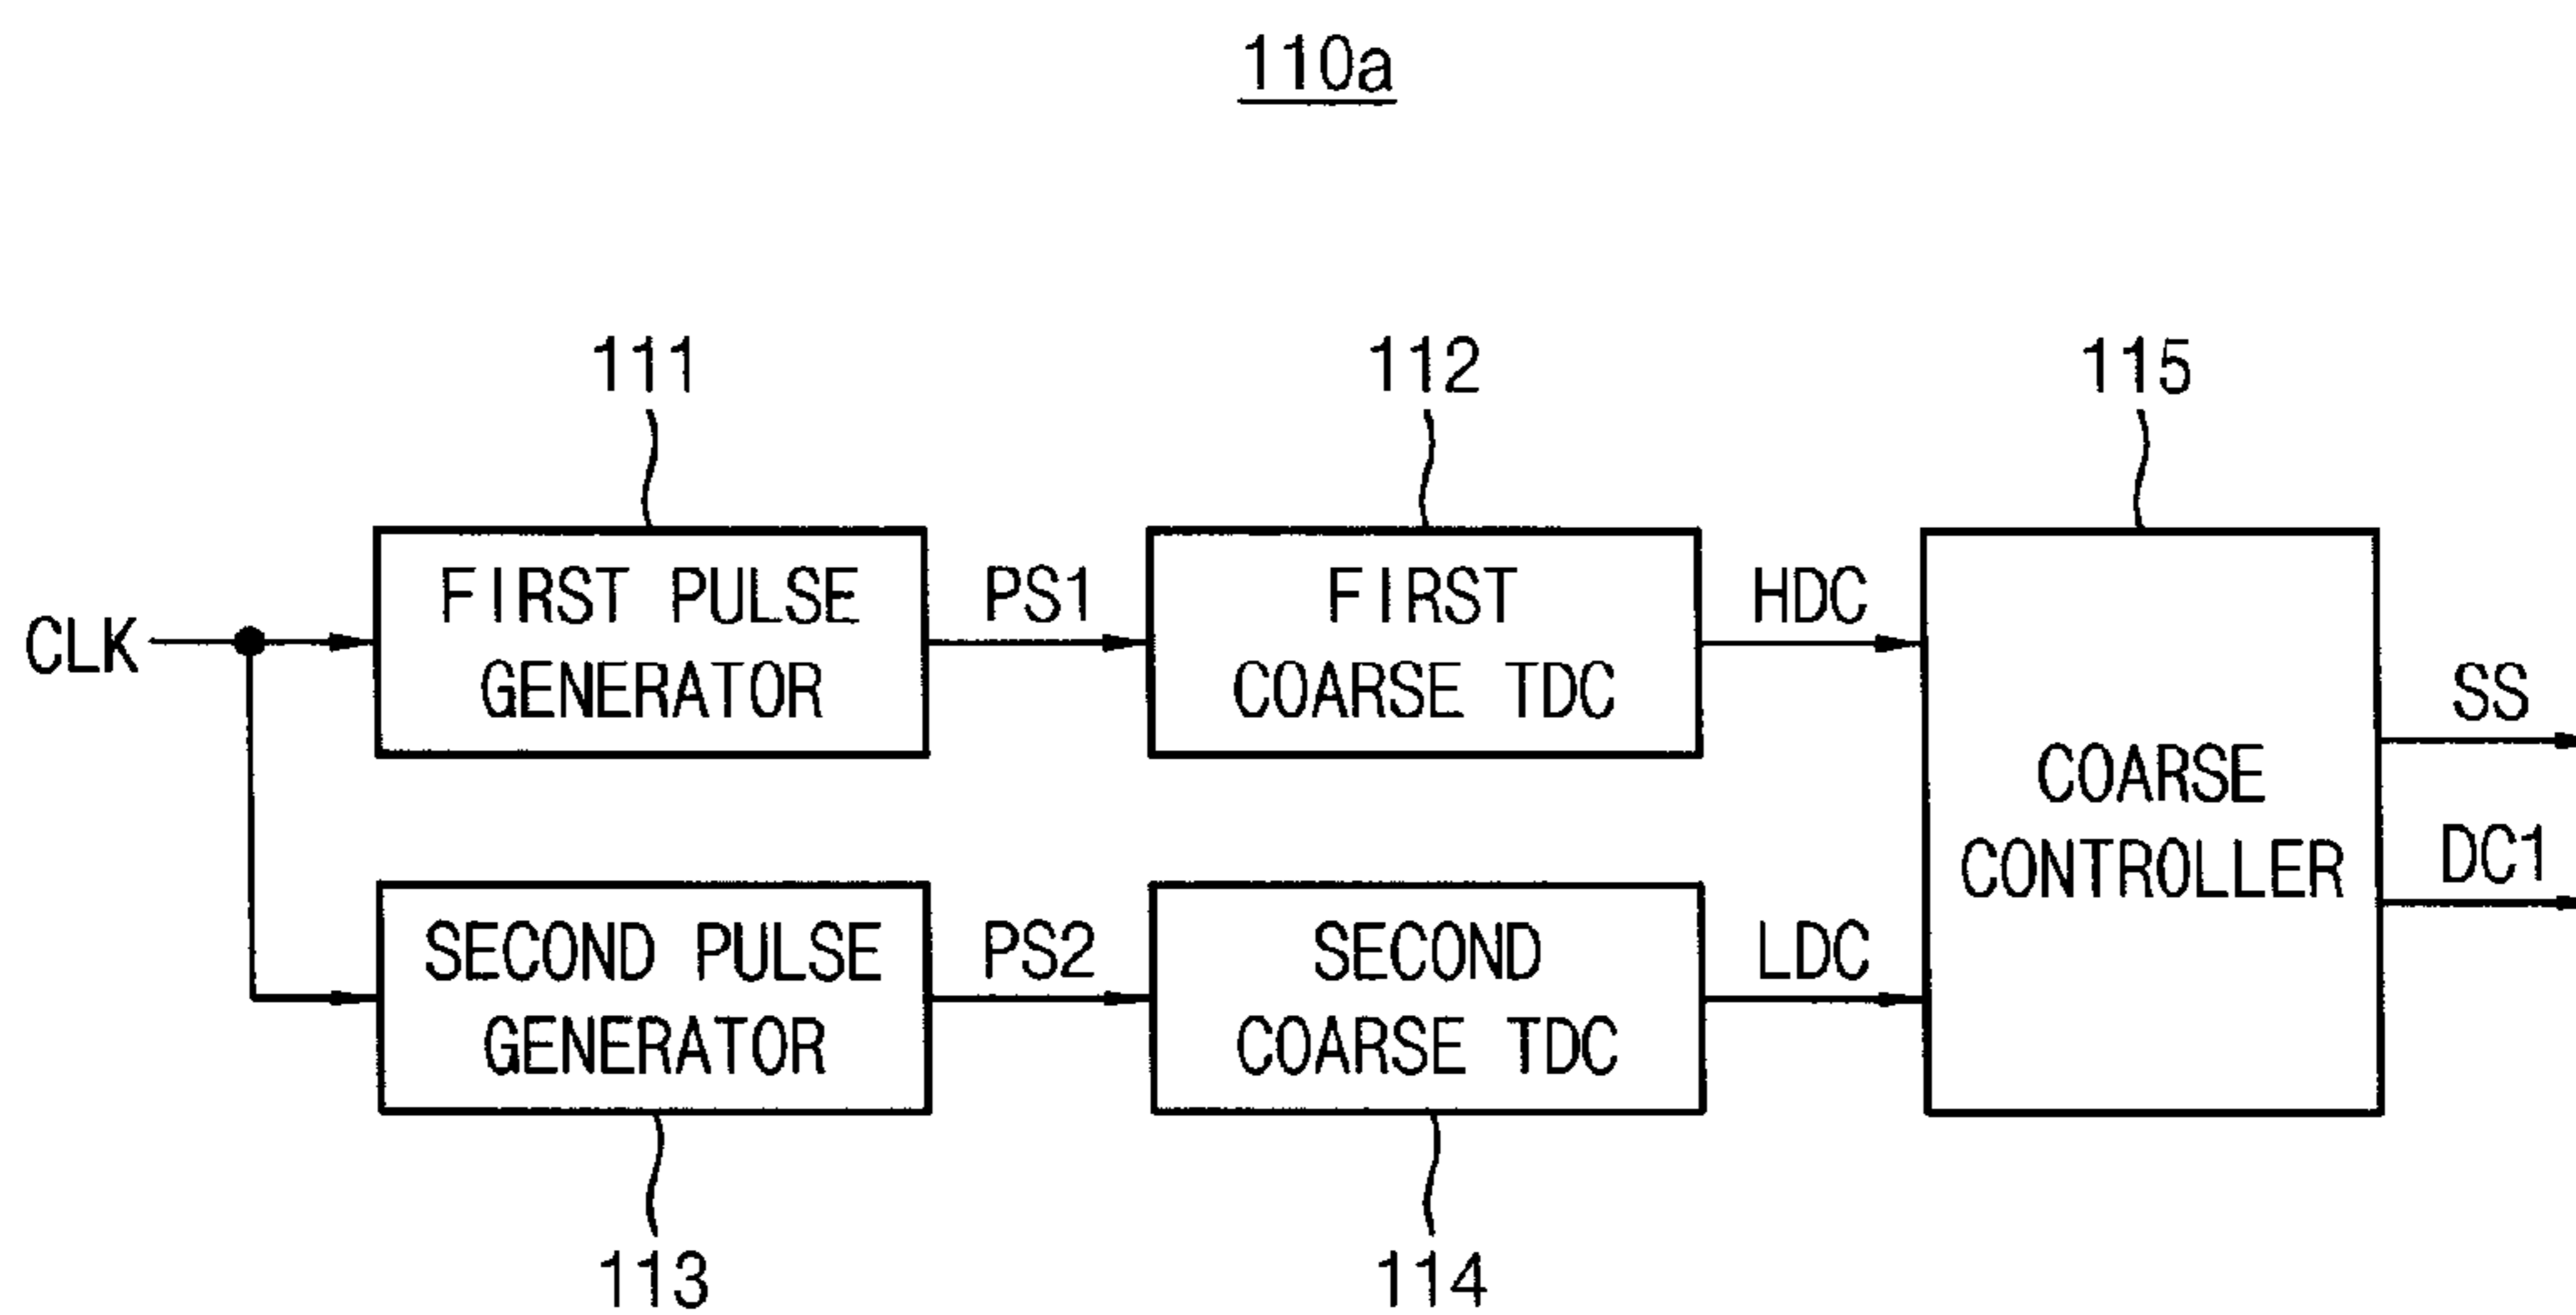 110a
111
112
115
CLK
FIRST PULSE
GENERATOR
PS1
FIRST
COARSE TDC
HDC
COARSE
CONTROLLER
SS
DC1
SECOND PULSE
GENERATOR
PS2
SECOND
COARSE TDC
LDC
113
114